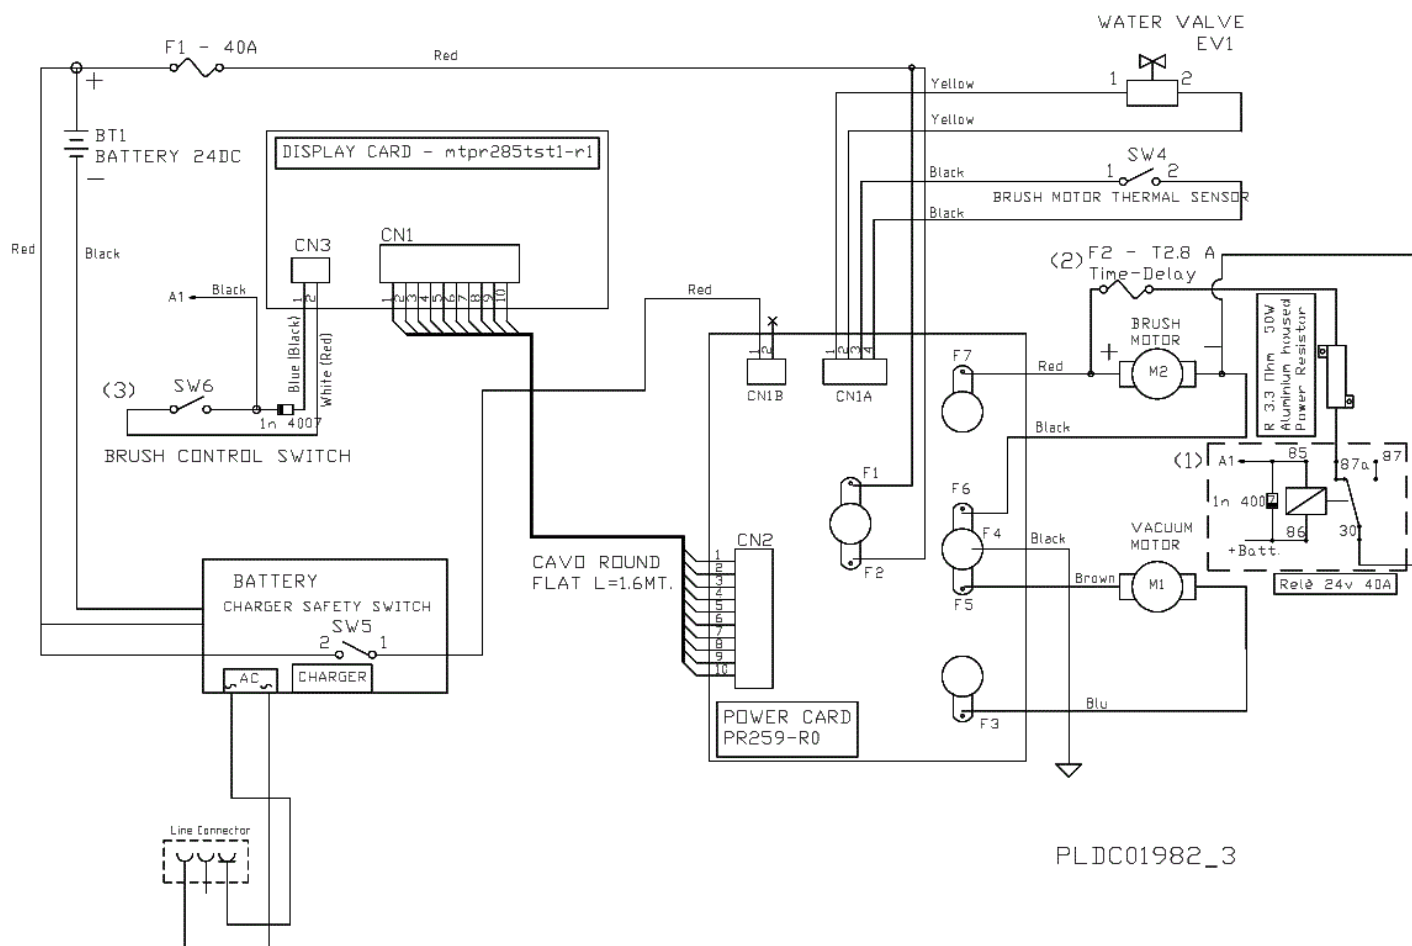 WATER VALVE
EV1
F1 - 40A
Red
Yellow
1
2
+
BT1
BATTERY 24DC
—
DISPLAY CARD - mtpr285tst1-r1
Yellow
SW4
1
2
Black
BRUSH MOTOR THERMAL SENSOR
Black
CN3
CN1
Red
Black
(2)
F2 - T2.8 A
Time-Delay
A1
Black
1
2
1
2
3
4
5
6
7
8
9
10
Red
R 3.3 Ohm 50W
Aluminium housed
Power Resistor
Blue (Black)
White (Red)
1
2
1
2
3
4
BRUSH
MOTOR
+
—
F7
Red
M2
(3)
SW6
CN1B
CN1A
1n 4007
Black
BRUSH CONTROL SWITCH
(1)
A1
85
87a
87
F1
F6
1n 4007
86
30
+Batt.
Relè 24v 40A
F4
Black
VACUUM
MOTOR
CN2
CAVO ROUND
FLAT L=1.6MT.
1
2
3
4
5
6
7
8
9
10
F2
Brown
M1
F5
BATTERY
CHARGER SAFETY SWITCH
SW5
2
1
AC
CHARGER
Blu
F3
POWER CARD
PR259-R0
Line Connector
PLDC01982_3